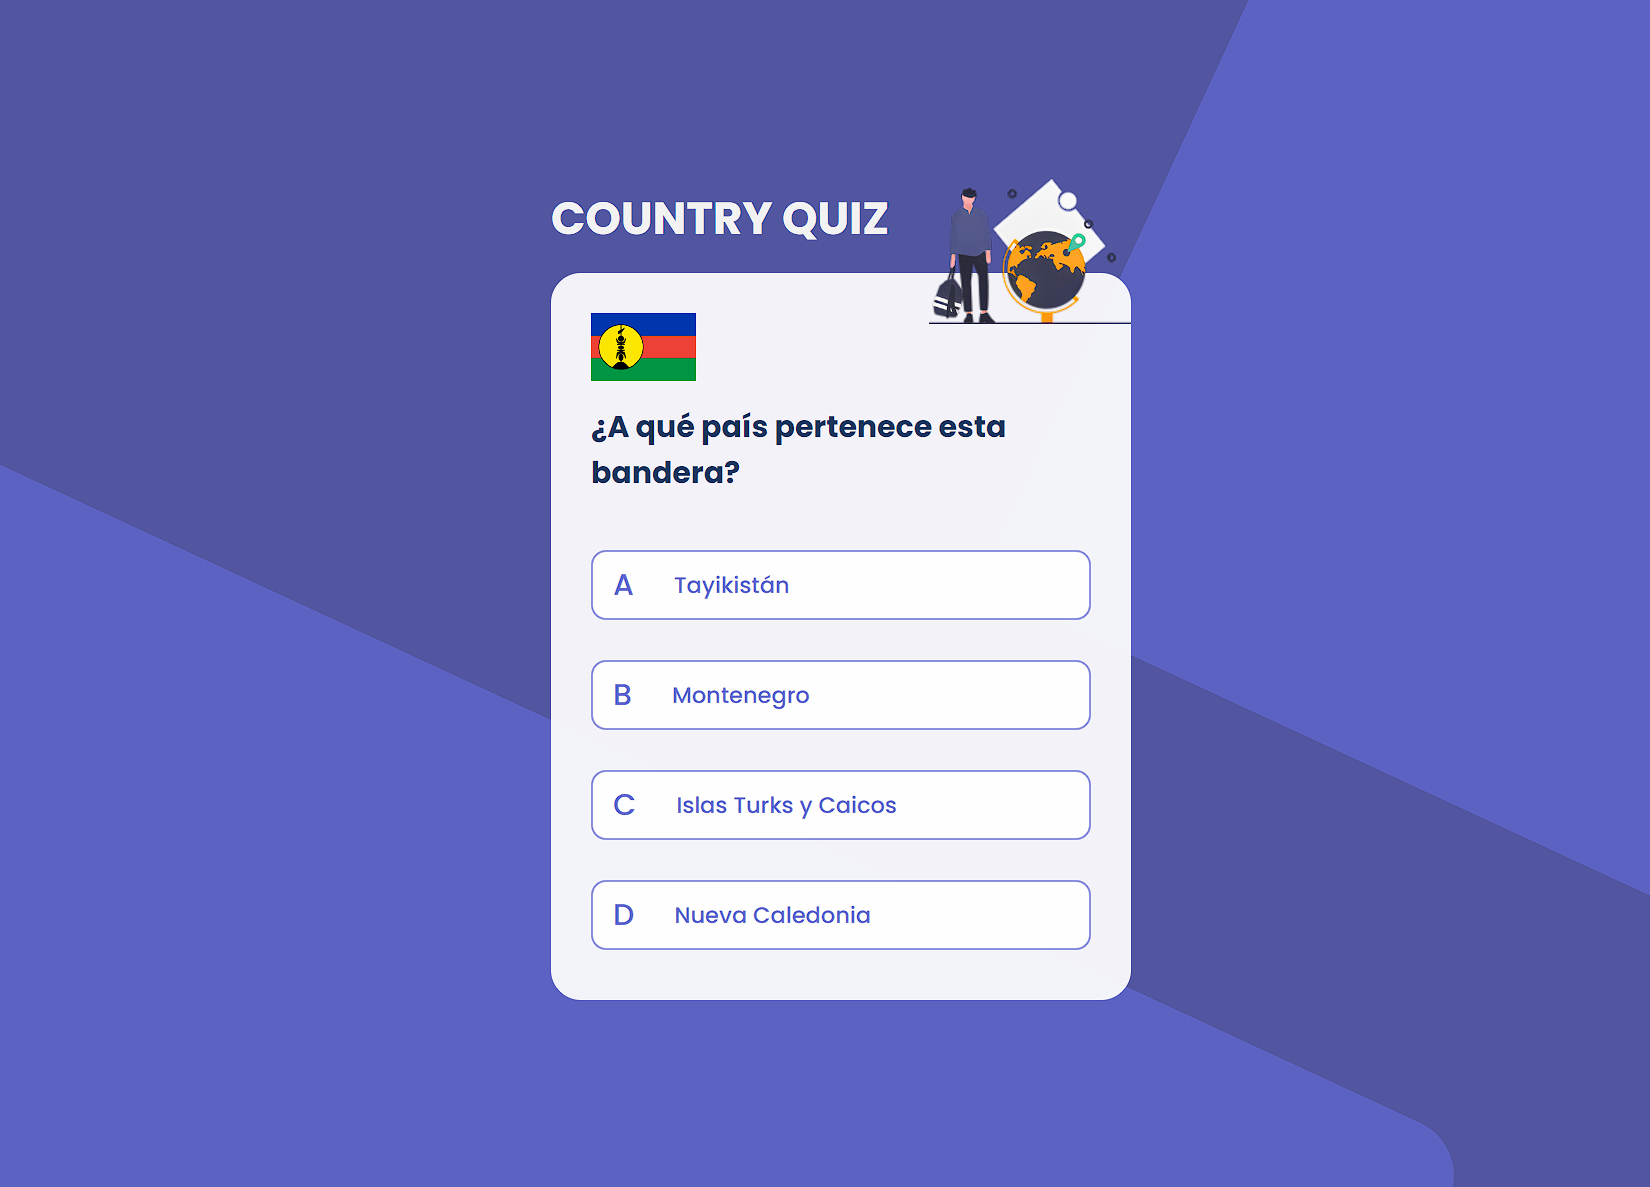 COUNTRY QUIZ
¿A qué país pertenece esta
bandera?
A Tayikistán
B Montenegro
C Islas Turks y Caicos
D Nueva Caledonia